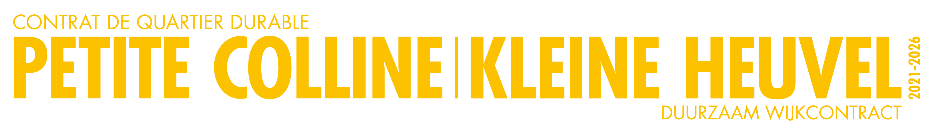 CONTRAT DE QUARTIER DURABLE
PETITE COLLINE | KLEINE HEUVEL
2021-2026
DUURZAAM WIJKCONTRACT